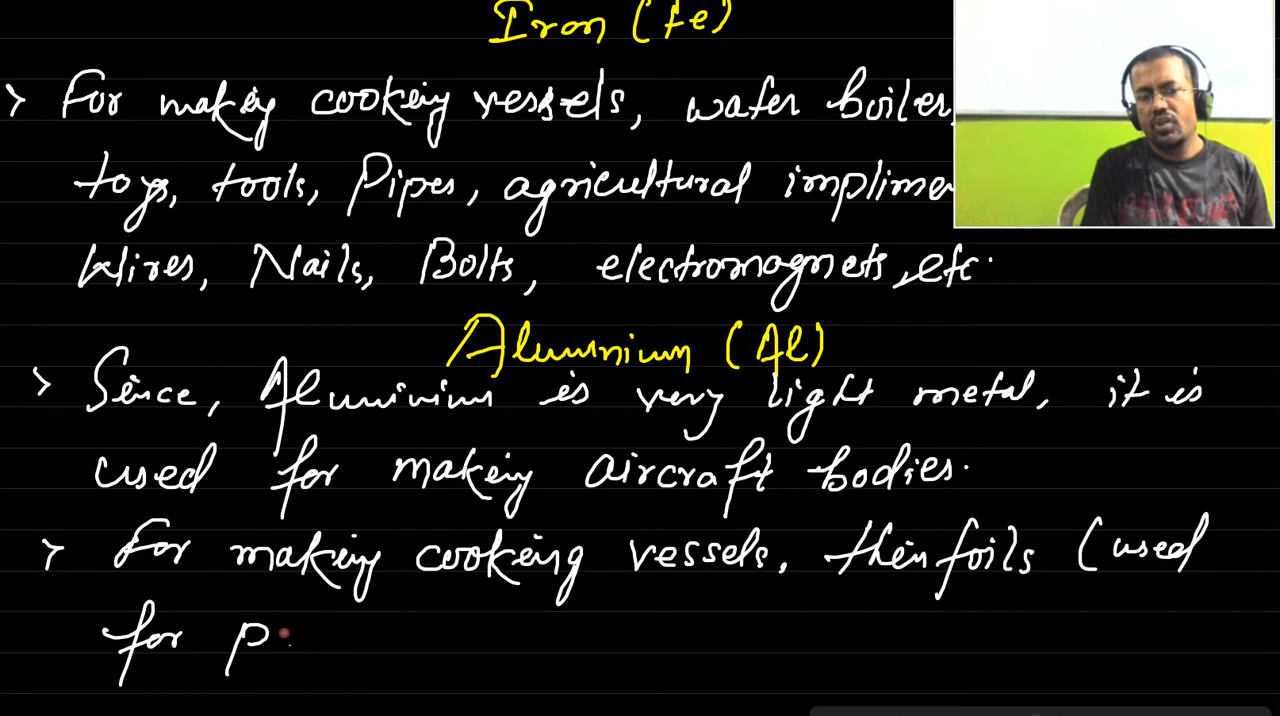 Iron (Fe)
> For making cooking vessels, water boiler,
toys, tools, Pipes, agricultural implimen
Wires, Nails, Bolts, electromagnets, etc.
Aluminium (Al)
> Since, Aluminium is very light metal, it is
used for making aircraft bodies.
> For making cooking vessels, thin foils (used
for p